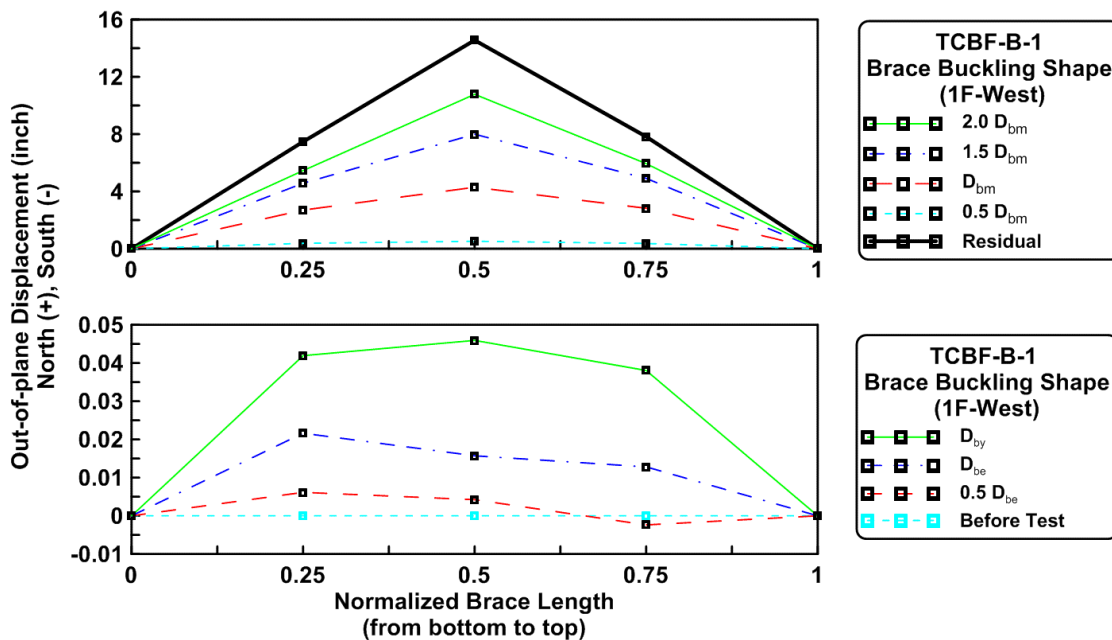 Out-of-plane Displacement (inch)
North (+), South (-)
16
12
8
4
0
0
0.25
0.5
0.75
1
TCBF-B-1
Brace Buckling Shape
(1F-West)
2.0 Dbm
1.5 Dbm
Dbm
0.5 Dbm
Residual
0.05
0.04
0.03
0.02
0.01
0
-0.01
0
0.25
0.5
0.75
1
Normalized Brace Length
(from bottom to top)
TCBF-B-1
Brace Buckling Shape
(1F-West)
Dby
Dbe
0.5 Dbe
Before Test